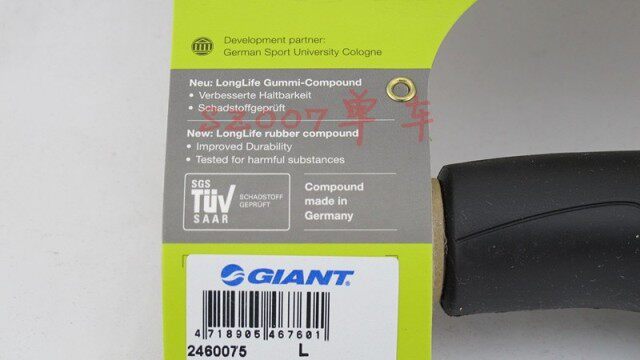 Development partner:
German Sport University Cologne
Neu: LongLife Gummi-Compound
• Verbesserte Haltbarkeit
• Schadstoffgeprüft
SZ007单车
New: LongLife rubber compound
• Improved Durability
• Tested for harmful substances
SGS
TÜV
SAAR
SCHADSTOFF
GEPRÜFT
Compound
made in
Germany
GIANT®
4 718905 467601
2460075 L